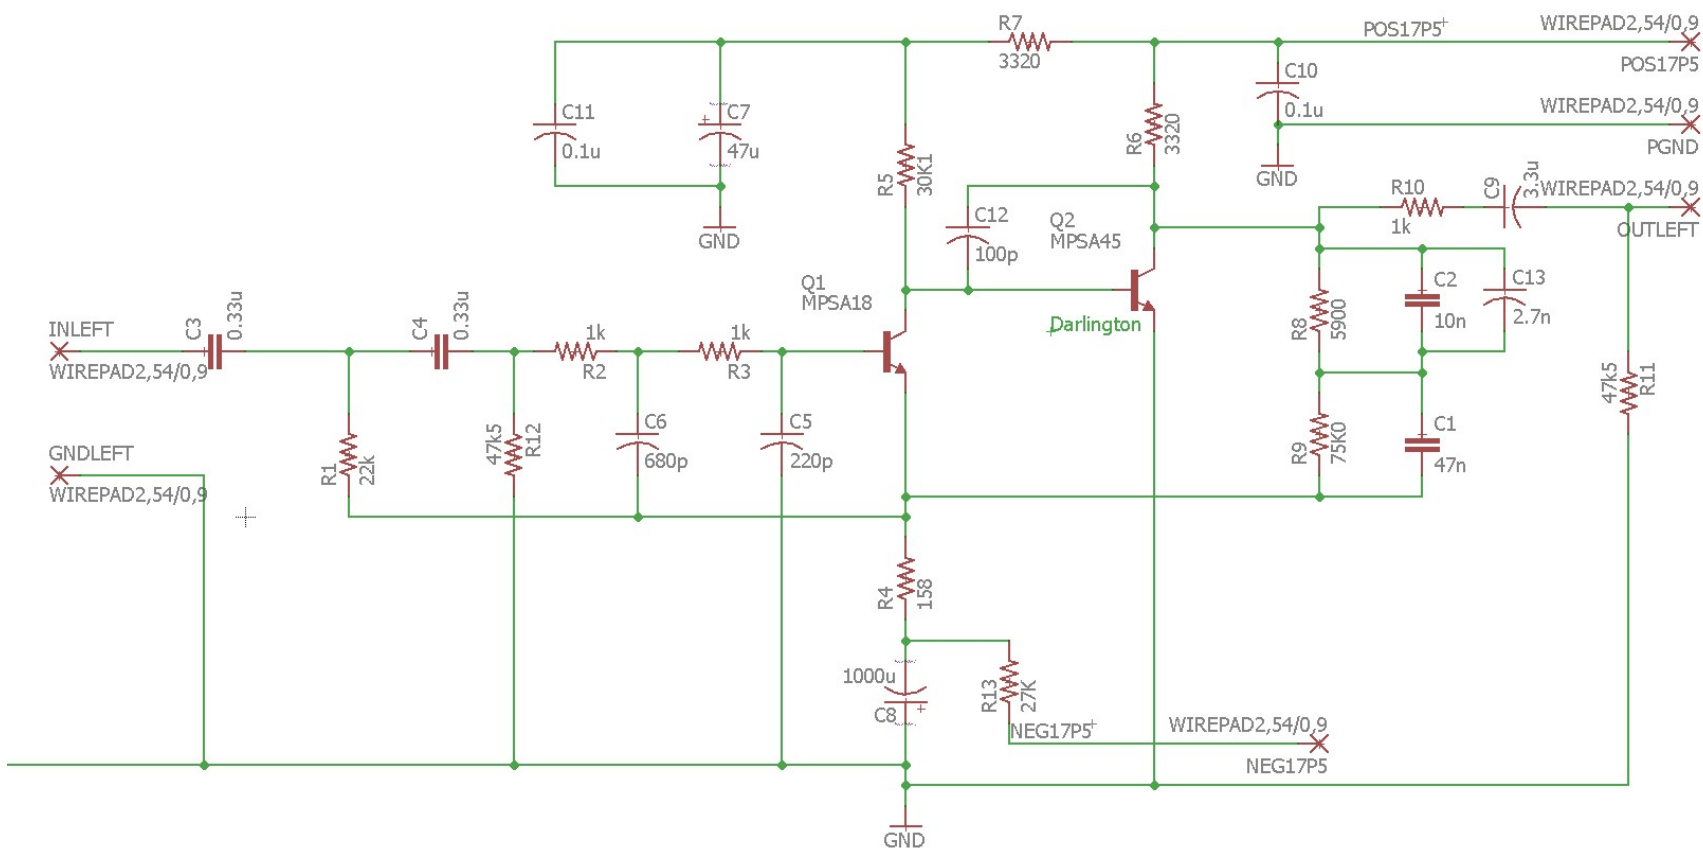 R7
3320
POS17P5
WIREPAD2,54/0,9
POS17P5
C11
0.1u
C7
47u
GND
R5
30K1
R6
3320
C10
0.1u
GND
WIREPAD2,54/0,9
PGND
C12
100p
Q2
MPSA45
Darlington
R10
1k
C9
3.3u
WIREPAD2,54/0,9
OUTLEFT
Q1
MPSA18
INLEFT
WIREPAD2,54/0,9
C3
0.33u
C4
0.33u
1k
R2
1k
R3
R8
5900
C2
10n
C13
2.7n
47k5
R11
GNDLEFT
WIREPAD2,54/0,9
R1
22k
47k5
R12
C6
680p
C5
220p
R9
75K0
C1
47n
R4
158
1000u
C8
R13
27K
NEG17P5
WIREPAD2,54/0,9
NEG17P5
GND